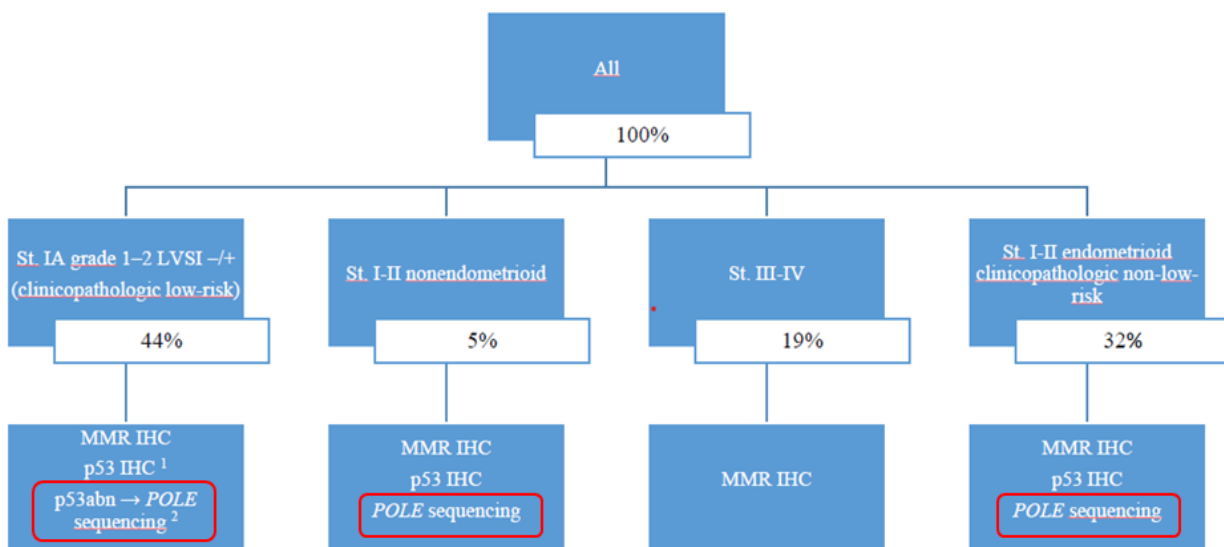 All
100%
St. IA grade 1–2 LVSI –/+
(clinicopathologic low-risk)
44%
St. I-II nonendometrioid
5%
St. III-IV
19%
St. I-II endometrioid
clinicopathologic non-low-
risk
32%
MMR IHC
p53 IHC ¹
p53abn → POLE
sequencing ²
MMR IHC
p53 IHC
POLE sequencing
MMR IHC
MMR IHC
p53 IHC
POLE sequencing